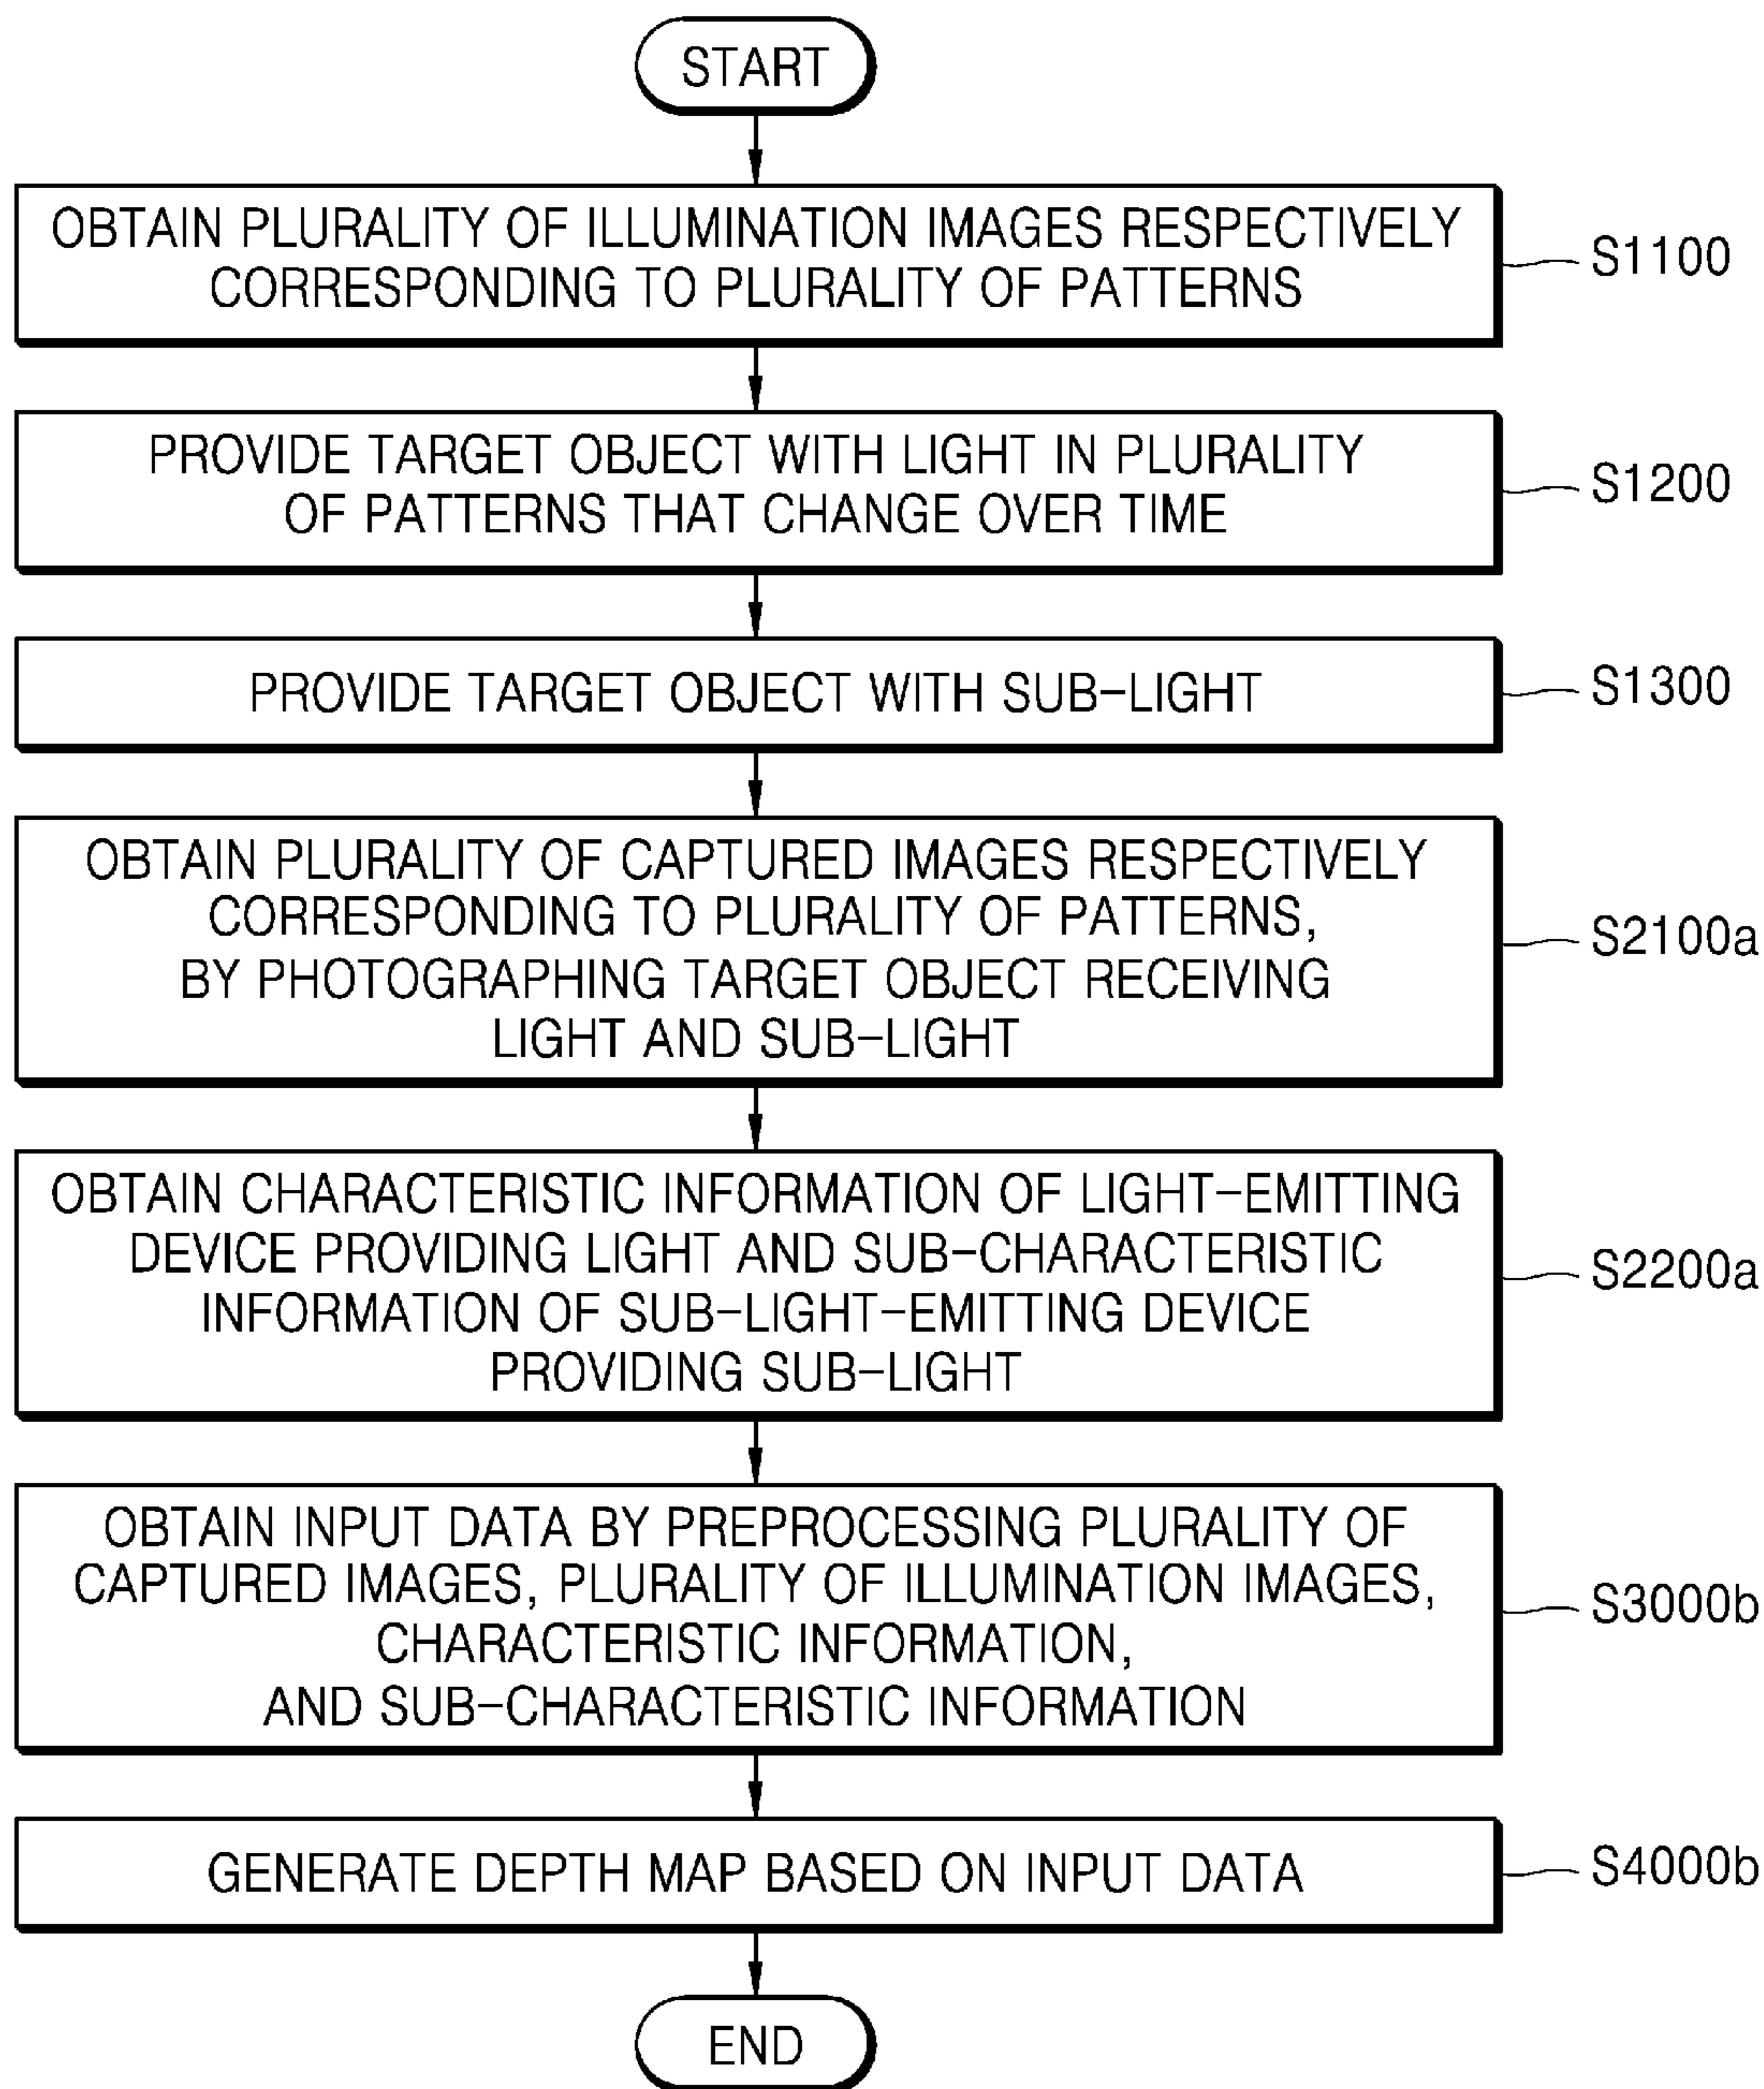 START
OBTAIN PLURALITY OF ILLUMINATION IMAGES RESPECTIVELY
CORRESPONDING TO PLURALITY OF PATTERNS
S1100
PROVIDE TARGET OBJECT WITH LIGHT IN PLURALITY
OF PATTERNS THAT CHANGE OVER TIME
S1200
PROVIDE TARGET OBJECT WITH SUB-LIGHT
S1300
OBTAIN PLURALITY OF CAPTURED IMAGES RESPECTIVELY
CORRESPONDING TO PLURALITY OF PATTERNS,
BY PHOTOGRAPHING TARGET OBJECT RECEIVING
LIGHT AND SUB-LIGHT
S2100a
OBTAIN CHARACTERISTIC INFORMATION OF LIGHT-EMITTING
DEVICE PROVIDING LIGHT AND SUB-CHARACTERISTIC
INFORMATION OF SUB-LIGHT-EMITTING DEVICE
PROVIDING SUB-LIGHT
S2200a
OBTAIN INPUT DATA BY PREPROCESSING PLURALITY OF
CAPTURED IMAGES, PLURALITY OF ILLUMINATION IMAGES,
CHARACTERISTIC INFORMATION,
AND SUB-CHARACTERISTIC INFORMATION
S3000b
GENERATE DEPTH MAP BASED ON INPUT DATA
S4000b
END